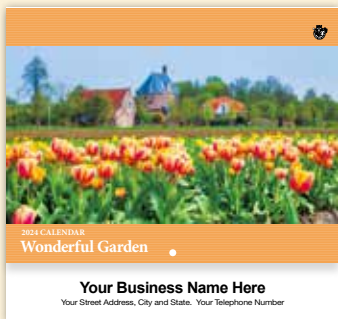 2024 CALENDAR
Wonderful Garden
Your Business Name Here
Your Street Address, City and State. Your Telephone Number